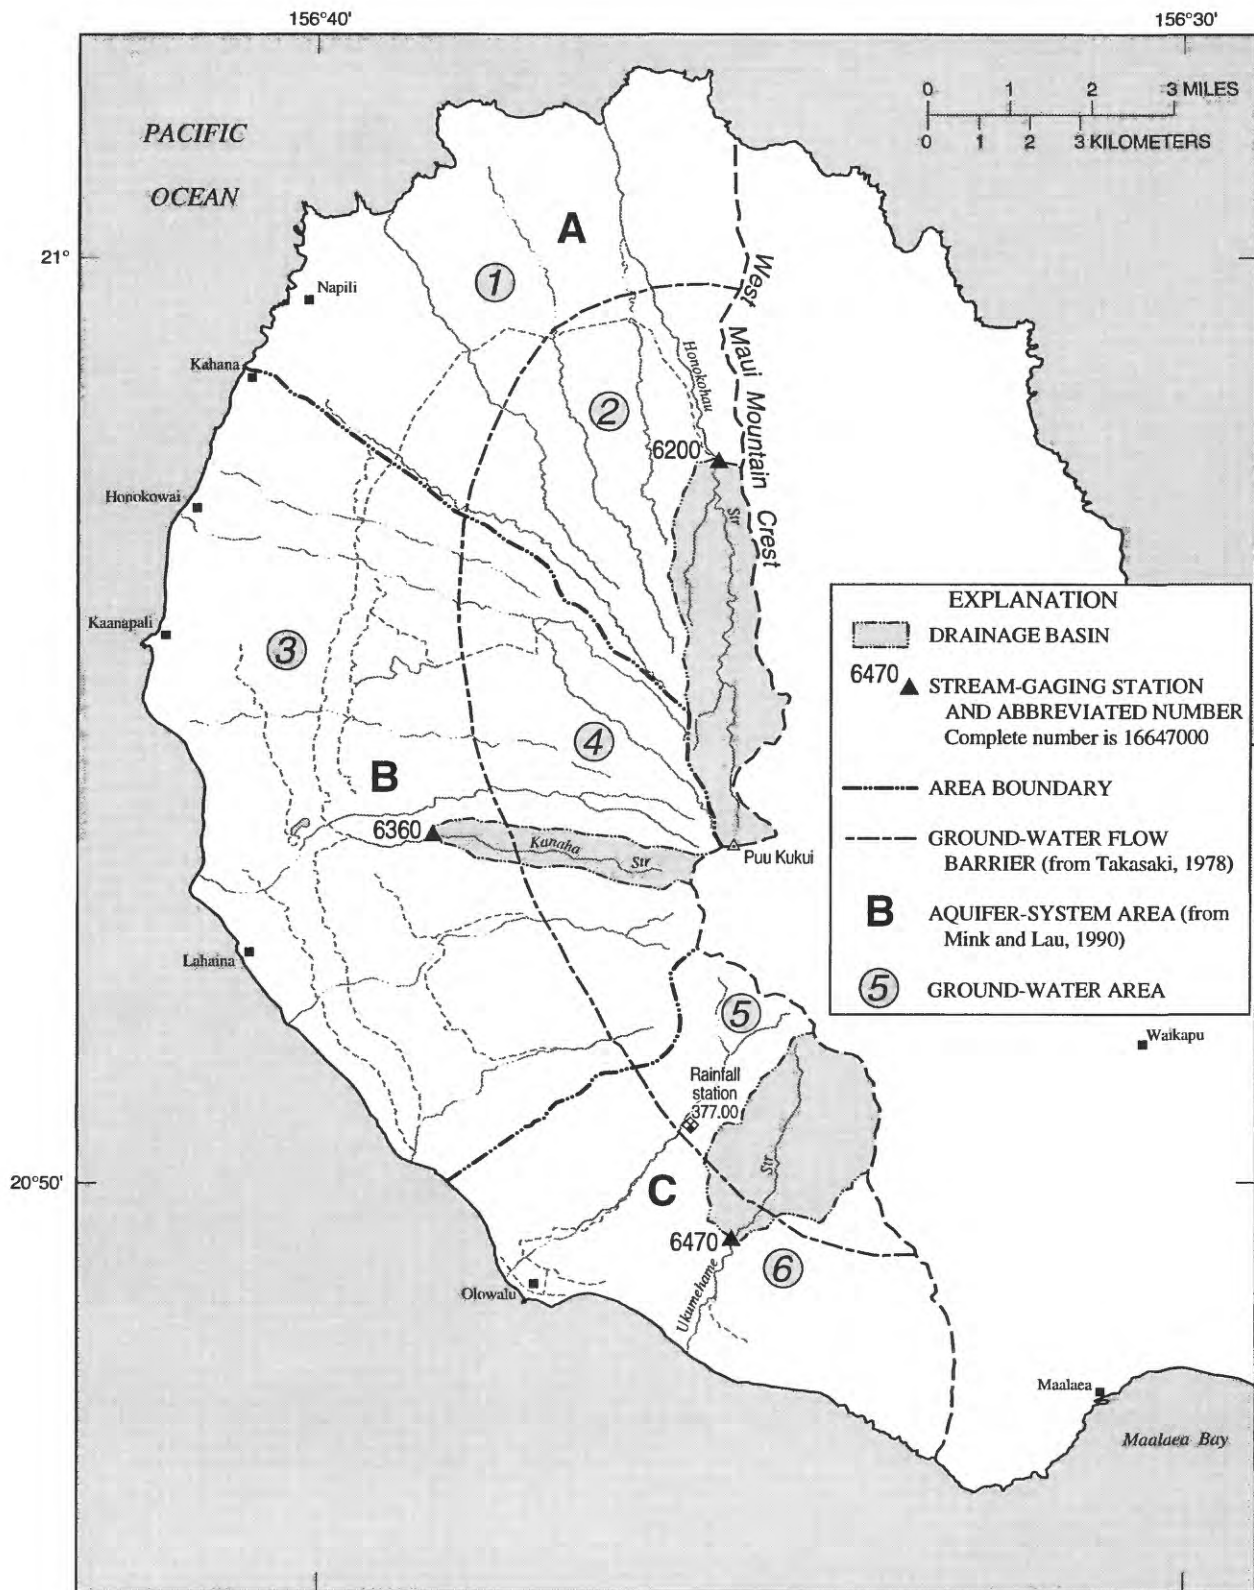 156°40'
156°30'
0 1 2 3 MILES
0 1 2 3 KILOMETERS
PACIFIC
OCEAN
A
21°
1
West Maui Mountain Crest
Napili
Kahana
Honokohau
2
6200
Honokowai
Str
Kaanapali
3
4
B
6360
Kanaha Str
Puu Kukui
EXPLANATION
DRAINAGE BASIN
6470 STREAM-GAGING STATION
AND ABBREVIATED NUMBER
Complete number is 16647000
AREA BOUNDARY
GROUND-WATER FLOW
BARRIER (from Takasaki, 1978)
B AQUIFER-SYSTEM AREA (from
Mink and Lau, 1990)
5 GROUND-WATER AREA
Lahaina
5
Waikapu
Rainfall
station
377.00
Str
20°50'
C
6470
6
Olowalu
Ukumehame
Maalaea
Maalaea Bay